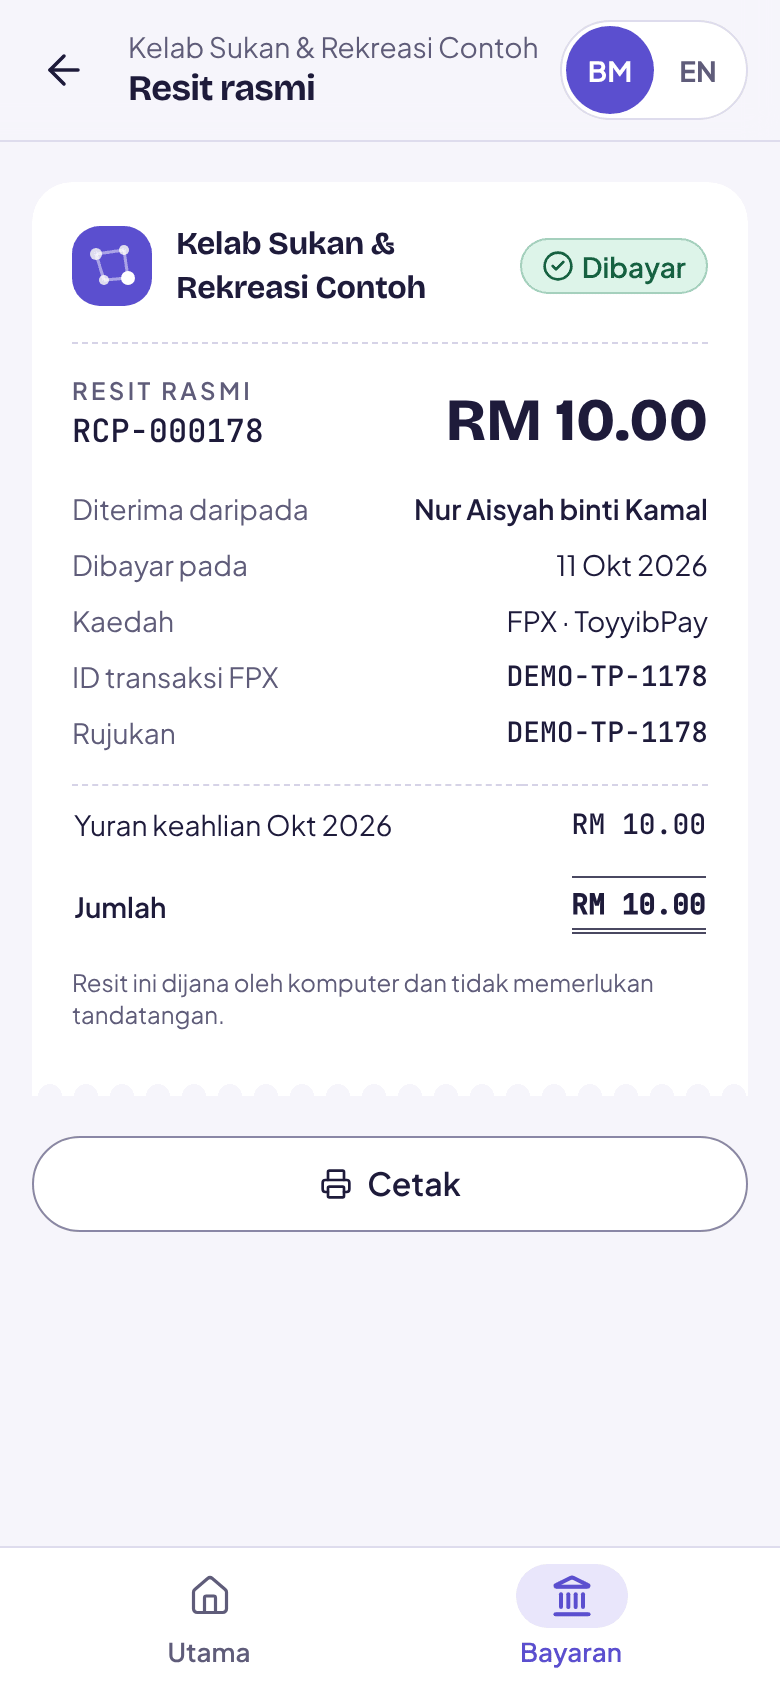 Kelab Sukan & Rekreasi Contoh
Resit rasmi
BM
EN
Kelab Sukan &
Rekreasi Contoh
Dibayar
RESIT RASMI
RCP-000178
RM 10.00
Diterima daripada
Nur Aisyah binti Kamal
Dibayar pada
11 Okt 2026
Kaedah
FPX · ToyyibPay
ID transaksi FPX
DEMO-TP-1178
Rujukan
DEMO-TP-1178
Yuran keahlian Okt 2026
RM 10.00
Jumlah
RM 10.00
Resit ini dijana oleh komputer dan tidak memerlukan
tandatangan.
Cetak
Utama
Bayaran